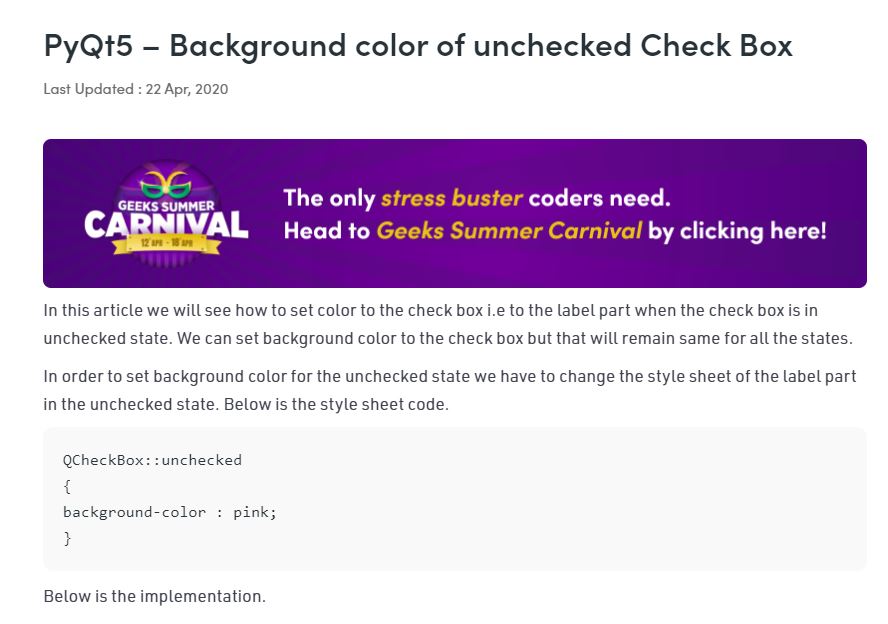 PyQt5 – Background color of unchecked Check Box
Last Updated : 22 Apr, 2020
GEEKS SUMMER
CARNIVAL
12 APR - 18 APR
The only stress buster coders need.
Head to Geeks Summer Carnival by clicking here!
In this article we will see how to set color to the check box i.e to the label part when the check box is in
unchecked state. We can set background color to the check box but that will remain same for all the states.
In order to set background color for the unchecked state we have to change the style sheet of the label part
in the unchecked state. Below is the style sheet code.
QCheckBox::unchecked
{
background-color : pink;
}
Below is the implementation.